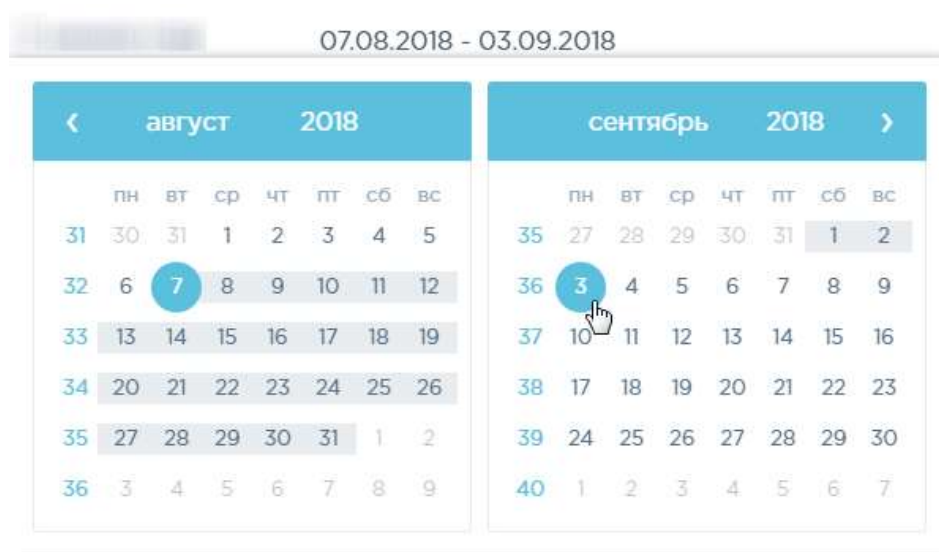 07.08.2018 - 03.09.2018
‹ август 2018
пн вт ср чт пт сб вс
31 30 31 1 2 3 4 5
32 6 7 8 9 10 11 12
33 13 14 15 16 17 18 19
34 20 21 22 23 24 25 26
35 27 28 29 30 31 1 2
36 3 4 5 6 7 8 9
сентябрь 2018 ›
пн вт ср чт пт сб вс
35 27 28 29 30 31 1 2
36 3 4 5 6 7 8 9
37 10 11 12 13 14 15 16
38 17 18 19 20 21 22 23
39 24 25 26 27 28 29 30
40 1 2 3 4 5 6 7